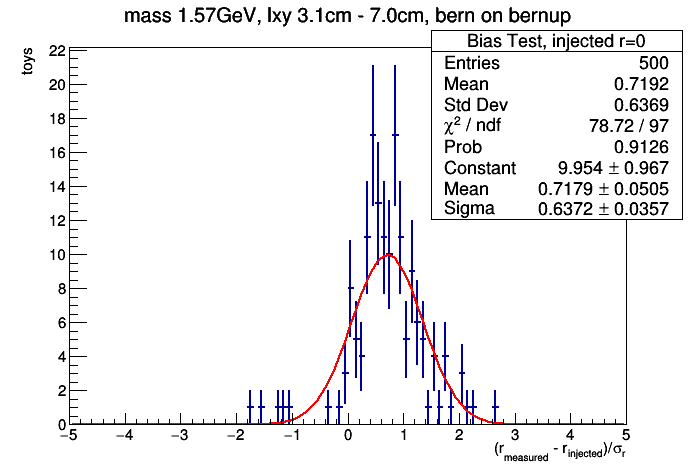 mass 1.57GeV, lxy 3.1cm - 7.0cm, bern on bernup
Bias Test, injected r=0
Entries 500
Mean 0.7192
Std Dev 0.6369
χ² / ndf 78.72 / 97
Prob 0.9126
Constant 9.954 ± 0.967
Mean 0.7179 ± 0.0505
Sigma 0.6372 ± 0.0357
toys
22
20
18
16
14
12
10
8
6
4
2
0
−5 −4 −3 −2 −1 0 1 2 3 4 5
(r_measured - r_injected)/σ_r